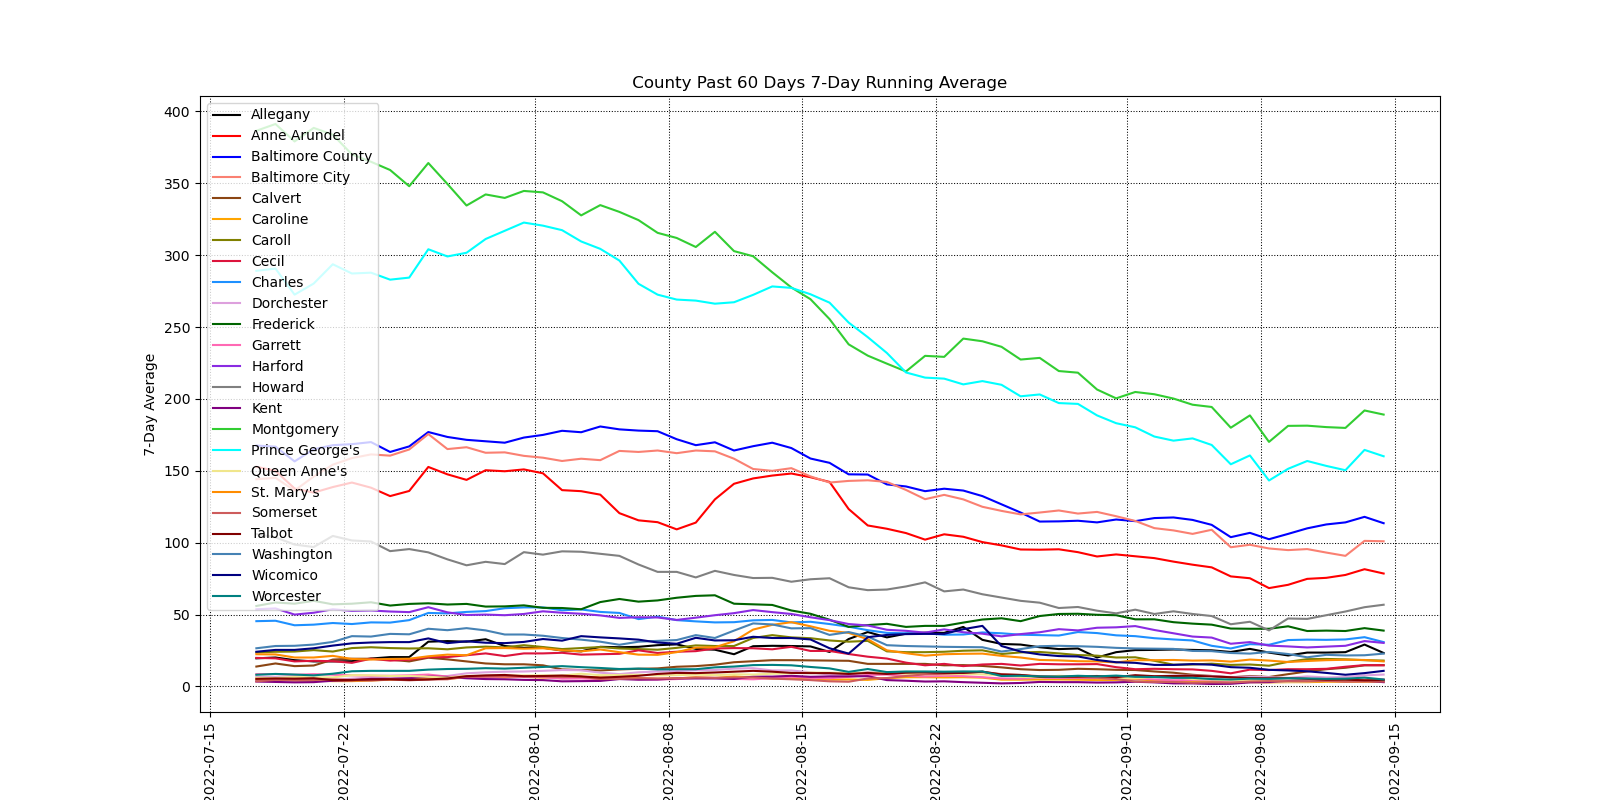 County Past 60 Days 7-Day Running Average
7-Day Average
400
350
300
250
200
150
100
50
0
Allegany
Anne Arundel
Baltimore County
Baltimore City
Calvert
Caroline
Caroll
Cecil
Charles
Dorchester
Frederick
Garrett
Harford
Howard
Kent
Montgomery
Prince George's
Queen Anne's
St. Mary's
Somerset
Talbot
Washington
Wicomico
Worcester
2022-07-15
2022-07-22
2022-08-01
2022-08-08
2022-08-15
2022-08-22
2022-09-01
2022-09-08
2022-09-15